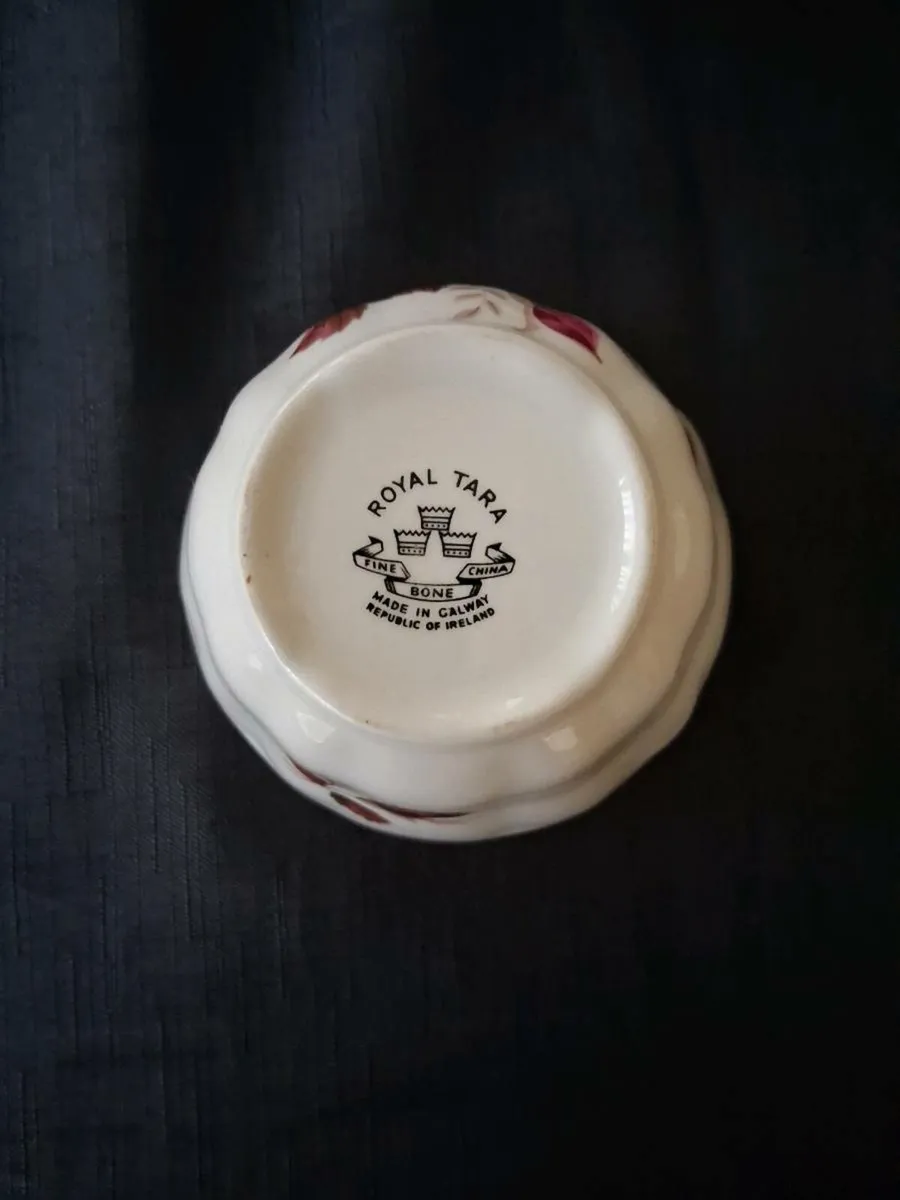 ROYAL TARA
FINE BONE CHINA
MADE IN GALWAY
REPUBLIC OF IRELAND